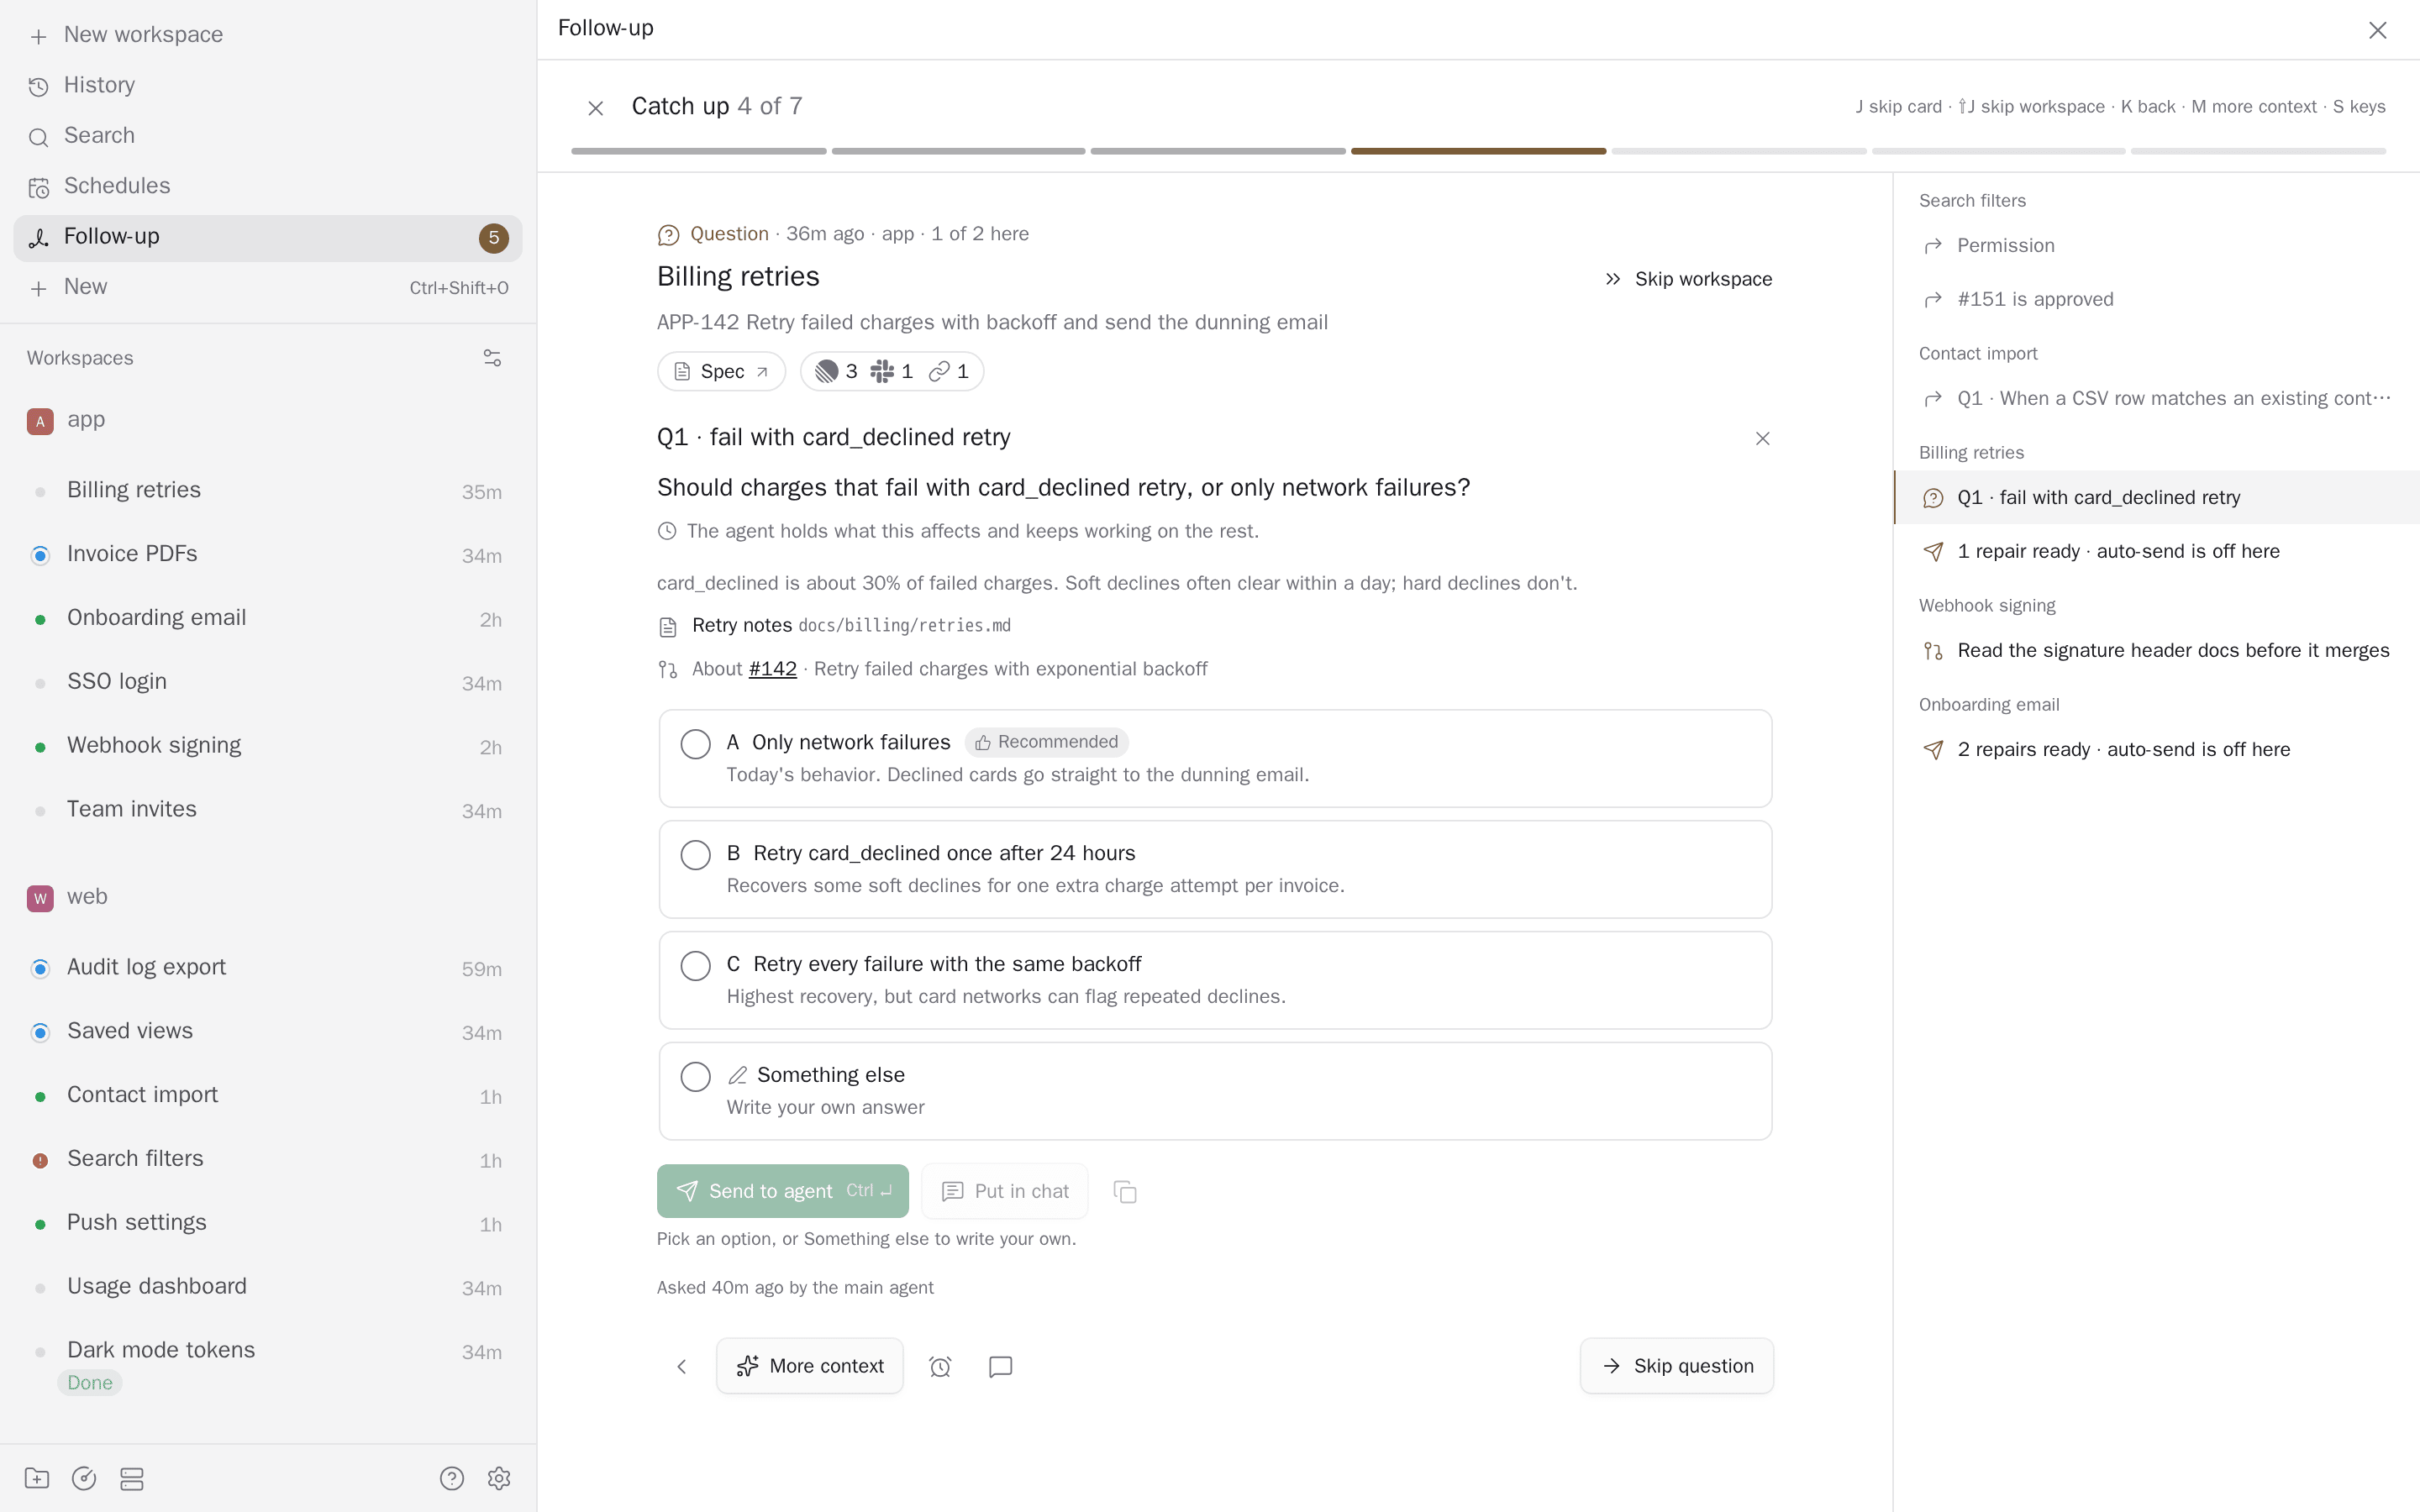 New workspace
History
Search
Schedules
Follow-up 5
New Ctrl+Shift+O
Workspaces
A app
Billing retries 35m
Invoice PDFs 34m
Onboarding email 2h
SSO login 34m
Webhook signing 2h
Team invites 34m
W web
Audit log export 59m
Saved views 34m
Contact import 1h
Search filters 1h
Push settings 1h
Usage dashboard 34m
Dark mode tokens 34m
Done
Follow-up
Catch up 4 of 7
J skip card · ⇧J skip workspace · K back · M more context · S keys
Question · 36m ago · app · 1 of 2 here
Billing retries
Skip workspace
APP-142 Retry failed charges with backoff and send the dunning email
Spec 3 1 1
Q1 · fail with card_declined retry
Should charges that fail with card_declined retry, or only network failures?
The agent holds what this affects and keeps working on the rest.
card_declined is about 30% of failed charges. Soft declines often clear within a day; hard declines don't.
Retry notes docs/billing/retries.md
About #142 · Retry failed charges with exponential backoff
A Only network failures Recommended
Today's behavior. Declined cards go straight to the dunning email.
B Retry card_declined once after 24 hours
Recovers some soft declines for one extra charge attempt per invoice.
C Retry every failure with the same backoff
Highest recovery, but card networks can flag repeated declines.
Something else
Write your own answer
Send to agent Ctrl ↵
Put in chat
Pick an option, or Something else to write your own.
Asked 40m ago by the main agent
More context
Skip question
Search filters
Permission
#151 is approved
Contact import
Q1 · When a CSV row matches an existing cont···
Billing retries
Q1 · fail with card_declined retry
1 repair ready · auto-send is off here
Webhook signing
Read the signature header docs before it merges
Onboarding email
2 repairs ready · auto-send is off here